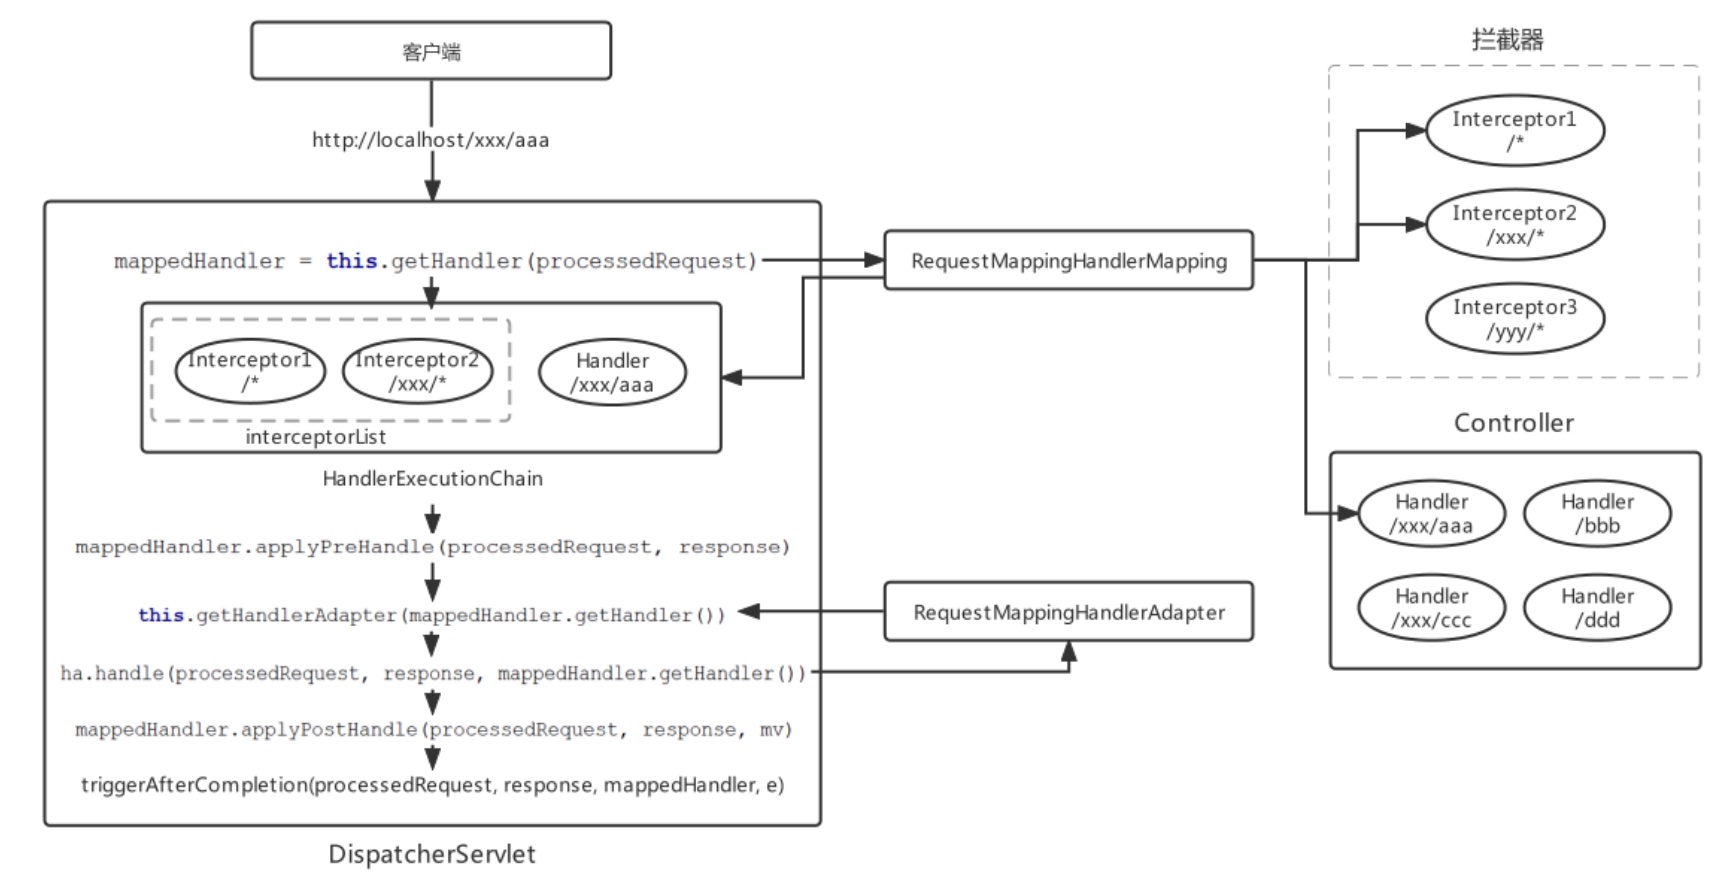 客户端
http://localhost/xxx/aaa
mappedHandler = this.getHandler(processedRequest)
Interceptor1
/*
Interceptor2
/xxx/*
Handler
/xxx/aaa
interceptorList
HandlerExecutionChain
mappedHandler.applyPreHandle(processedRequest, response)
this.getHandlerAdapter(mappedHandler.getHandler())
ha.handle(processedRequest, response, mappedHandler.getHandler())
mappedHandler.applyPostHandle(processedRequest, response, mv)
triggerAfterCompletion(processedRequest, response, mappedHandler, e)
DispatcherServlet
RequestMappingHandlerMapping
RequestMappingHandlerAdapter
拦截器
Interceptor1
/*
Interceptor2
/xxx/*
Interceptor3
/yyy/*
Controller
Handler
/xxx/aaa
Handler
/bbb
Handler
/xxx/ccc
Handler
/ddd